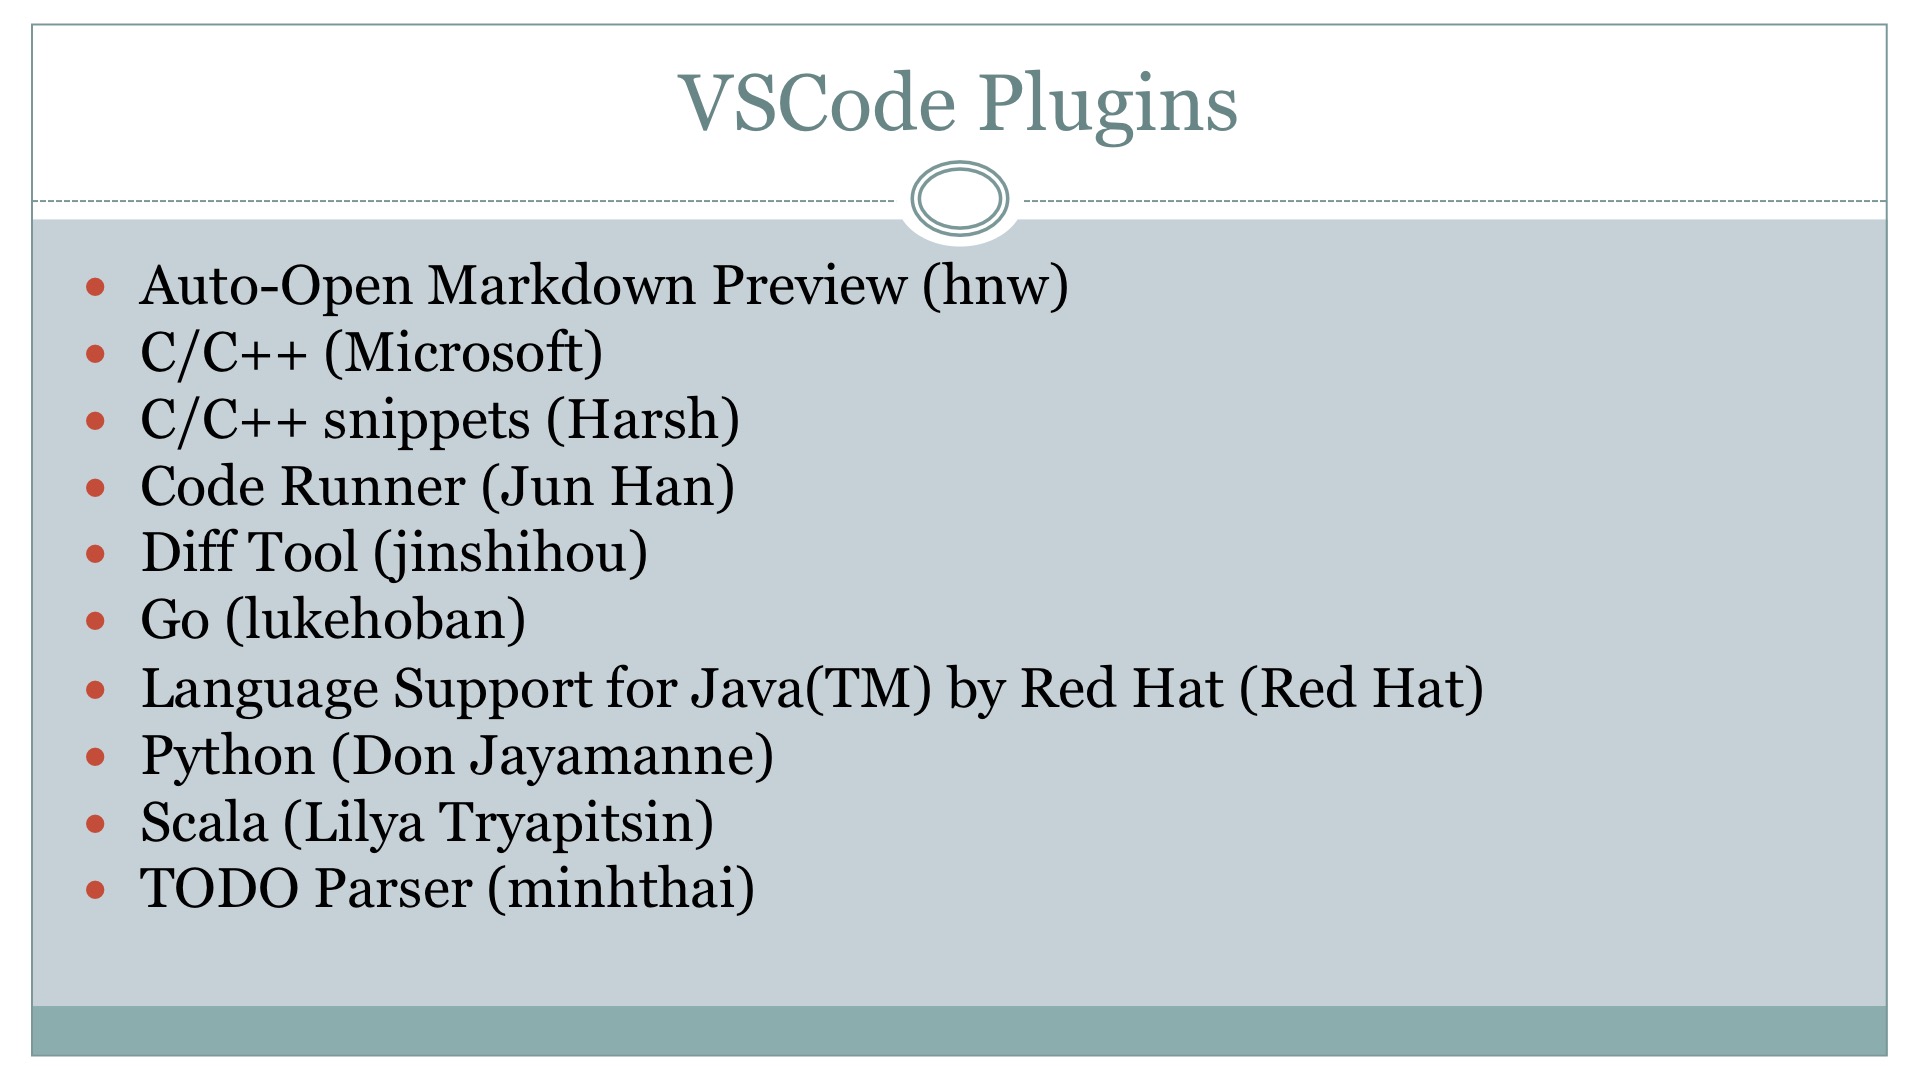 VSCode Plugins
• Auto-Open Markdown Preview (hnw)
• C/C++ (Microsoft)
• C/C++ snippets (Harsh)
• Code Runner (Jun Han)
• Diff Tool (jinshihou)
• Go (lukehoban)
• Language Support for Java(TM) by Red Hat (Red Hat)
• Python (Don Jayamanne)
• Scala (Lilya Tryapitsin)
• TODO Parser (minhthai)